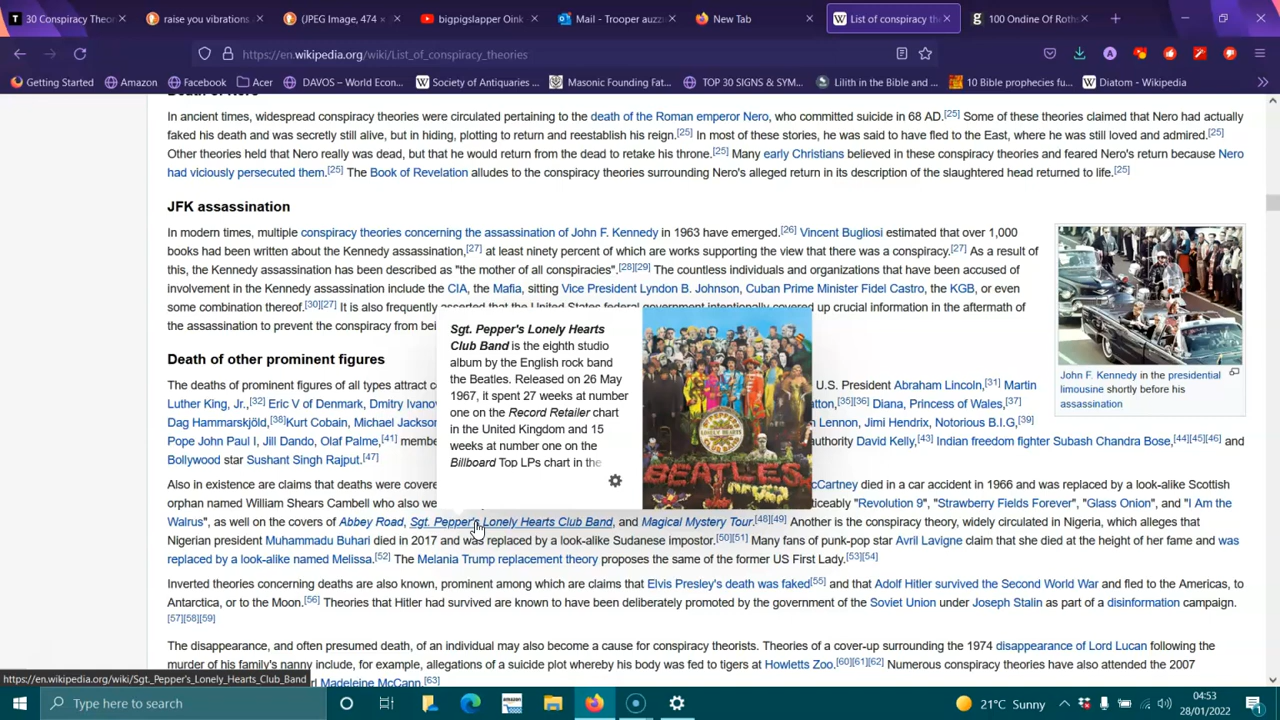 30 Conspiracy Theor
raise you vibrations
(JPEG Image, 474 ×
bigpigslapper Oink
Mail - Trooper auzzi
New Tab
List of conspiracy the
100 Ondine Of Roths
https://en.wikipedia.org/wiki/List_of_conspiracy_theories
Getting Started
Amazon
Facebook
Acer
DAVOS – World Econ...
Society of Antiquaries ...
Masonic Founding Fat...
TOP 30 SIGNS & SYM...
Lilith in the Bible and ...
10 Bible prophecies fu...
Diatom - Wikipedia
Death of Nero
In ancient times, widespread conspiracy theories were circulated pertaining to the death of the Roman emperor Nero, who committed suicide in 68 AD.[25] Some of these theories claimed that Nero had actually
faked his death and was secretly still alive, but in hiding, plotting to return and reestablish his reign.[25] In most of these stories, he was said to have fled to the East, where he was still loved and admired.[25]
Other theories held that Nero really was dead, but that he would return from the dead to retake his throne.[25] Many early Christians believed in these conspiracy theories and feared Nero's return because Nero
had viciously persecuted them.[25] The Book of Revelation alludes to the conspiracy theories surrounding Nero's alleged return in its description of the slaughtered head returned to life.[25]
JFK assassination
In modern times, multiple conspiracy theories concerning the assassination of John F. Kennedy in 1963 have emerged.[26] Vincent Bugliosi estimated that over 1,000
books had been written about the Kennedy assassination,[27] at least ninety percent of which are works supporting the view that there was a conspiracy.[27] As a result of
this, the Kennedy assassination has been described as "the mother of all conspiracies".[28][29] The countless individuals and organizations that have been accused of
involvement in the Kennedy assassination include the CIA, the Mafia, sitting Vice President Lyndon B. Johnson, Cuban Prime Minister Fidel Castro, the KGB, or even
some combination thereof.[30][27] It is also frequently asserted that the United States federal government intentionally covered up crucial information in the aftermath of
the assassination to prevent the conspiracy from bei
John F. Kennedy in the presidential
limousine shortly before his
assassination
Death of other prominent figures
The deaths of prominent figures of all types attract c
U.S. President Abraham Lincoln,[31] Martin
Luther King, Jr.,[32] Eric V of Denmark, Dmitry Ivano
tton,[35][36] Diana, Princess of Wales,[37]
Dag Hammarskjöld,[38]Kurt Cobain, Michael Jackso
n Lennon, Jimi Hendrix, Notorious B.I.G,[39]
Pope John Paul I, Jill Dando, Olaf Palme,[41] meml
uthority David Kelly,[43] Indian freedom fighter Subash Chandra Bose,[44][45][46] and
Bollywood star Sushant Singh Rajput.[47]
Sgt. Pepper's Lonely Hearts
Club Band is the eighth studio
album by the English rock band
the Beatles. Released on 26 May
1967, it spent 27 weeks at number
one on the Record Retailer chart
in the United Kingdom and 15
weeks at number one on the
Billboard Top LPs chart in the
LONELY HEARTS
BEATLES
Also in existence are claims that deaths were covere
cCartney died in a car accident in 1966 and was replaced by a look-alike Scottish
orphan named William Shears Cambell who also we
ticeably "Revolution 9", "Strawberry Fields Forever", "Glass Onion", and "I Am the
Walrus", as well on the covers of Abbey Road, Sgt. Pepper's Lonely Hearts Club Band, and Magical Mystery Tour.[48][49] Another is the conspiracy theory, widely circulated in Nigeria, which alleges that
Nigerian president Muhammadu Buhari died in 2017 and was replaced by a look-alike Sudanese impostor.[50][51] Many fans of punk-pop star Avril Lavigne claim that she died at the height of her fame and was
replaced by a look-alike named Melissa.[52] The Melania Trump replacement theory proposes the same of the former US First Lady.[53][54]
Inverted theories concerning deaths are also known, prominent among which are claims that Elvis Presley's death was faked[55] and that Adolf Hitler survived the Second World War and fled to the Americas, to
Antarctica, or to the Moon.[56] Theories that Hitler had survived are known to have been deliberately promoted by the government of the Soviet Union under Joseph Stalin as part of a disinformation campaign.
[57][58][59]
The disappearance, and often presumed death, of an individual may also become a cause for conspiracy theorists. Theories of a cover-up surrounding the 1974 disappearance of Lord Lucan following the
murder of his family's nanny include, for example, allegations of a suicide plot whereby his body was fed to tigers at Howletts Zoo.[60][61][62] Numerous conspiracy theories have also attended the 2007
rl Madeleine McCann.[63]
https://en.wikipedia.org/wiki/Sgt._Pepper's_Lonely_Hearts_Club_Band
Type here to search
21°C Sunny
04:53
28/01/2022